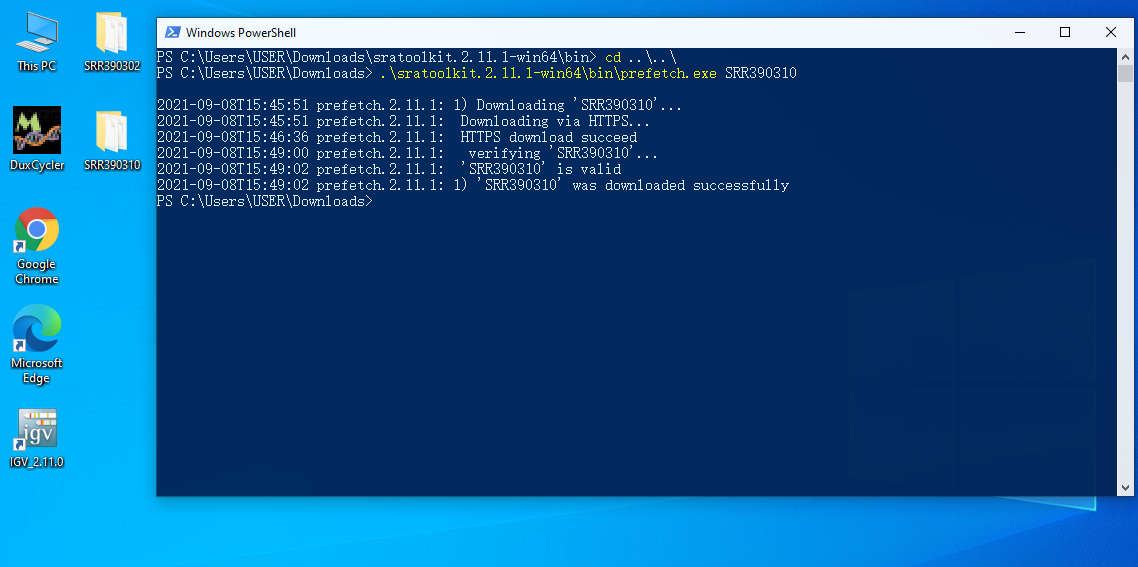 This PC
SRR390302
DuxCycler
SRR390310
Google
Chrome
Microsoft
Edge
igv
IGV_2.11.0
Windows PowerShell
PS C:\Users\USER\Downloads\sratoolkit.2.11.1-win64\bin> cd ..\..\
PS C:\Users\USER\Downloads> .\sratoolkit.2.11.1-win64\bin\prefetch.exe SRR390310
2021-09-08T15:45:51 prefetch.2.11.1: 1) Downloading 'SRR390310'...
2021-09-08T15:45:51 prefetch.2.11.1:  Downloading via HTTPS...
2021-09-08T15:46:36 prefetch.2.11.1:  HTTPS download succeed
2021-09-08T15:49:00 prefetch.2.11.1:   verifying 'SRR390310'...
2021-09-08T15:49:02 prefetch.2.11.1:  'SRR390310' is valid
2021-09-08T15:49:02 prefetch.2.11.1: 1) 'SRR390310' was downloaded successfully
PS C:\Users\USER\Downloads>